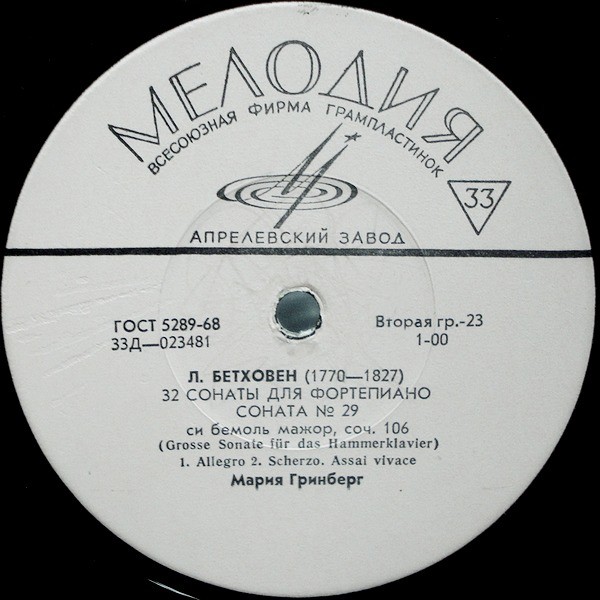 МЕЛОДИЯ
ВСЕСОЮЗНАЯ ФИРМА ГРАМПЛАСТИНОК
33
АПРЕЛЕВСКИЙ ЗАВОД
ГОСТ 5289-68
Вторая гр.-23
33Д—023481
1-00
Л. БЕТХОВЕН (1770—1827)
32 СОНАТЫ ДЛЯ ФОРТЕПИАНО
СОНАТА № 29
си бемоль мажор, соч. 106
(Grosse Sonate für das Hammerklavier)
1. Allegro 2. Scherzo. Assai vivace
Мария Гринберг